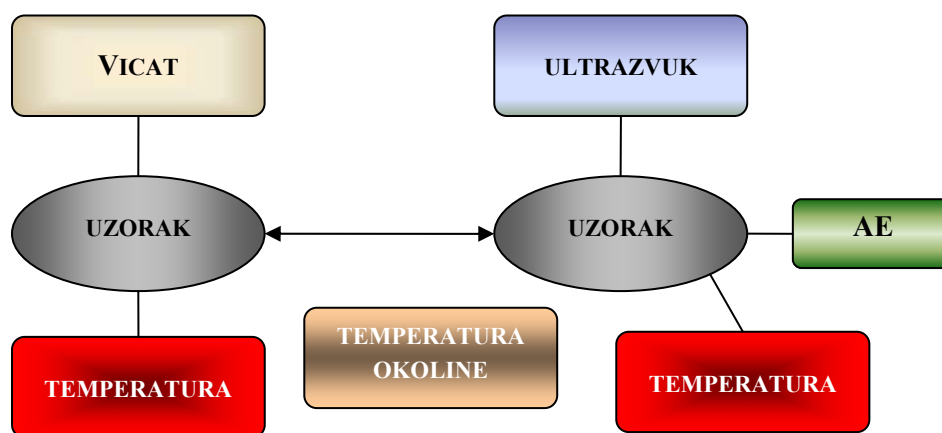 VICAT
ULTRAZVUK
UZORAK
UZORAK
AE
TEMPERATURA
OKOLINE
TEMPERATURA
TEMPERATURA